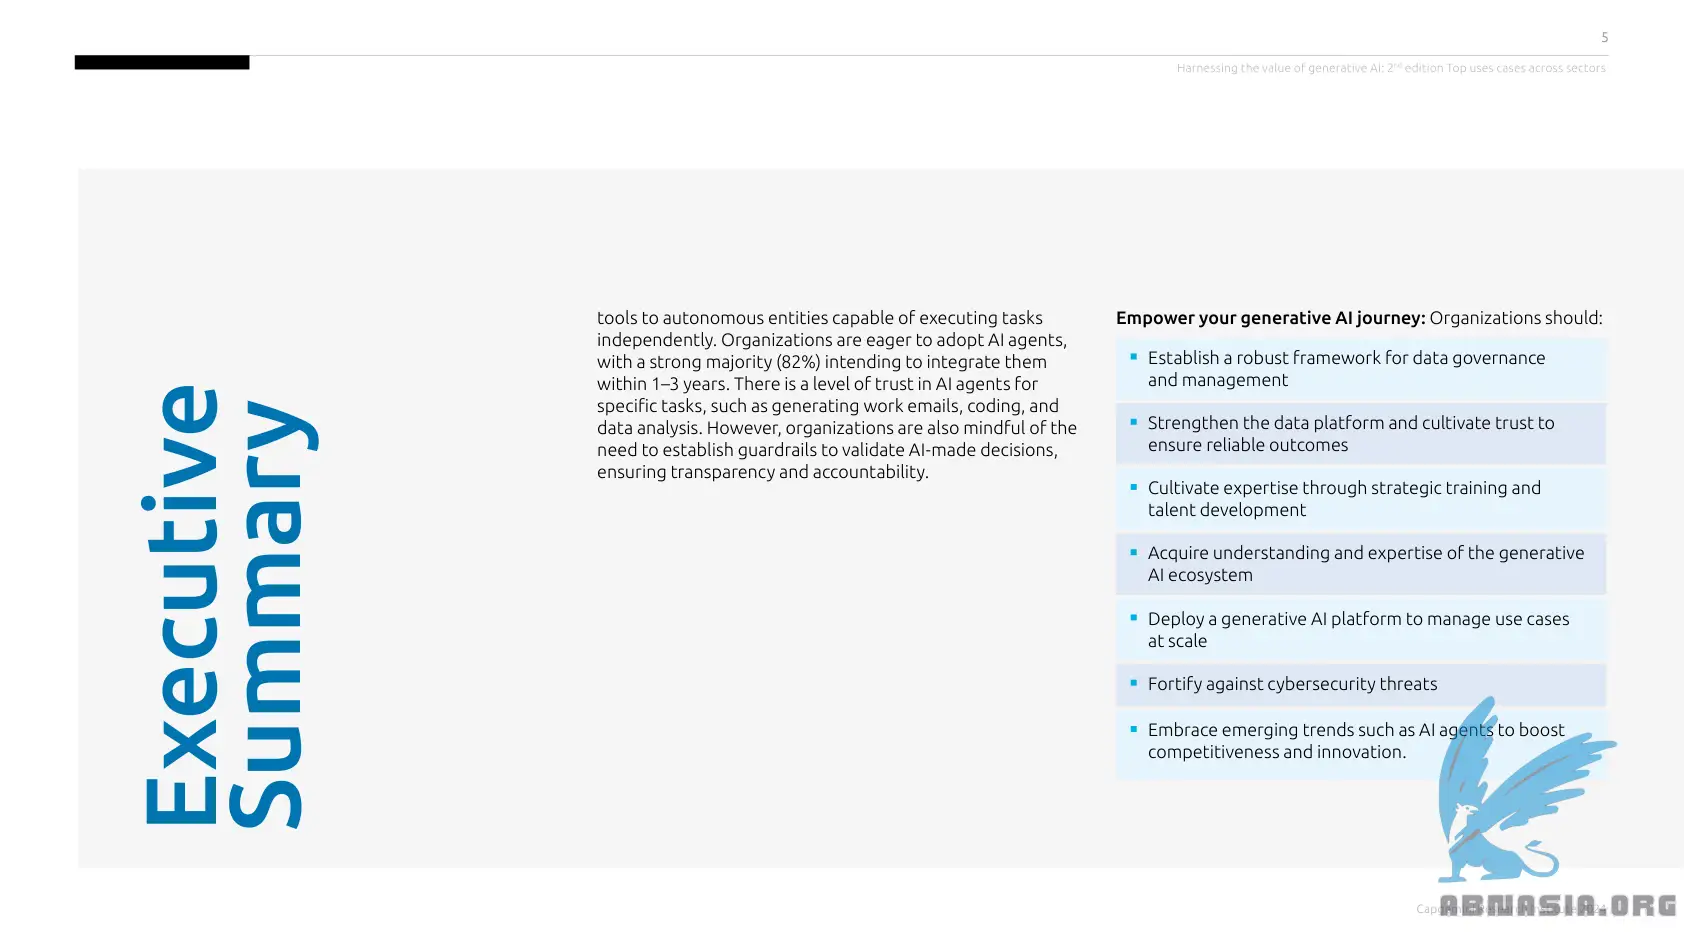 5
Harnessing the value of generative AI: 2nd edition Top uses cases across sectors
Executive
Summary
tools to autonomous entities capable of executing tasks
independently. Organizations are eager to adopt AI agents,
with a strong majority (82%) intending to integrate them
within 1–3 years. There is a level of trust in AI agents for
specific tasks, such as generating work emails, coding, and
data analysis. However, organizations are also mindful of the
need to establish guardrails to validate AI-made decisions,
ensuring transparency and accountability.
Empower your generative AI journey: Organizations should:
▪ Establish a robust framework for data governance
and management
▪ Strengthen the data platform and cultivate trust to
ensure reliable outcomes
▪ Cultivate expertise through strategic training and
talent development
▪ Acquire understanding and expertise of the generative
AI ecosystem
▪ Deploy a generative AI platform to manage use cases
at scale
▪ Fortify against cybersecurity threats
▪ Embrace emerging trends such as AI agents to boost
competitiveness and innovation.
ABNASIA.ORG